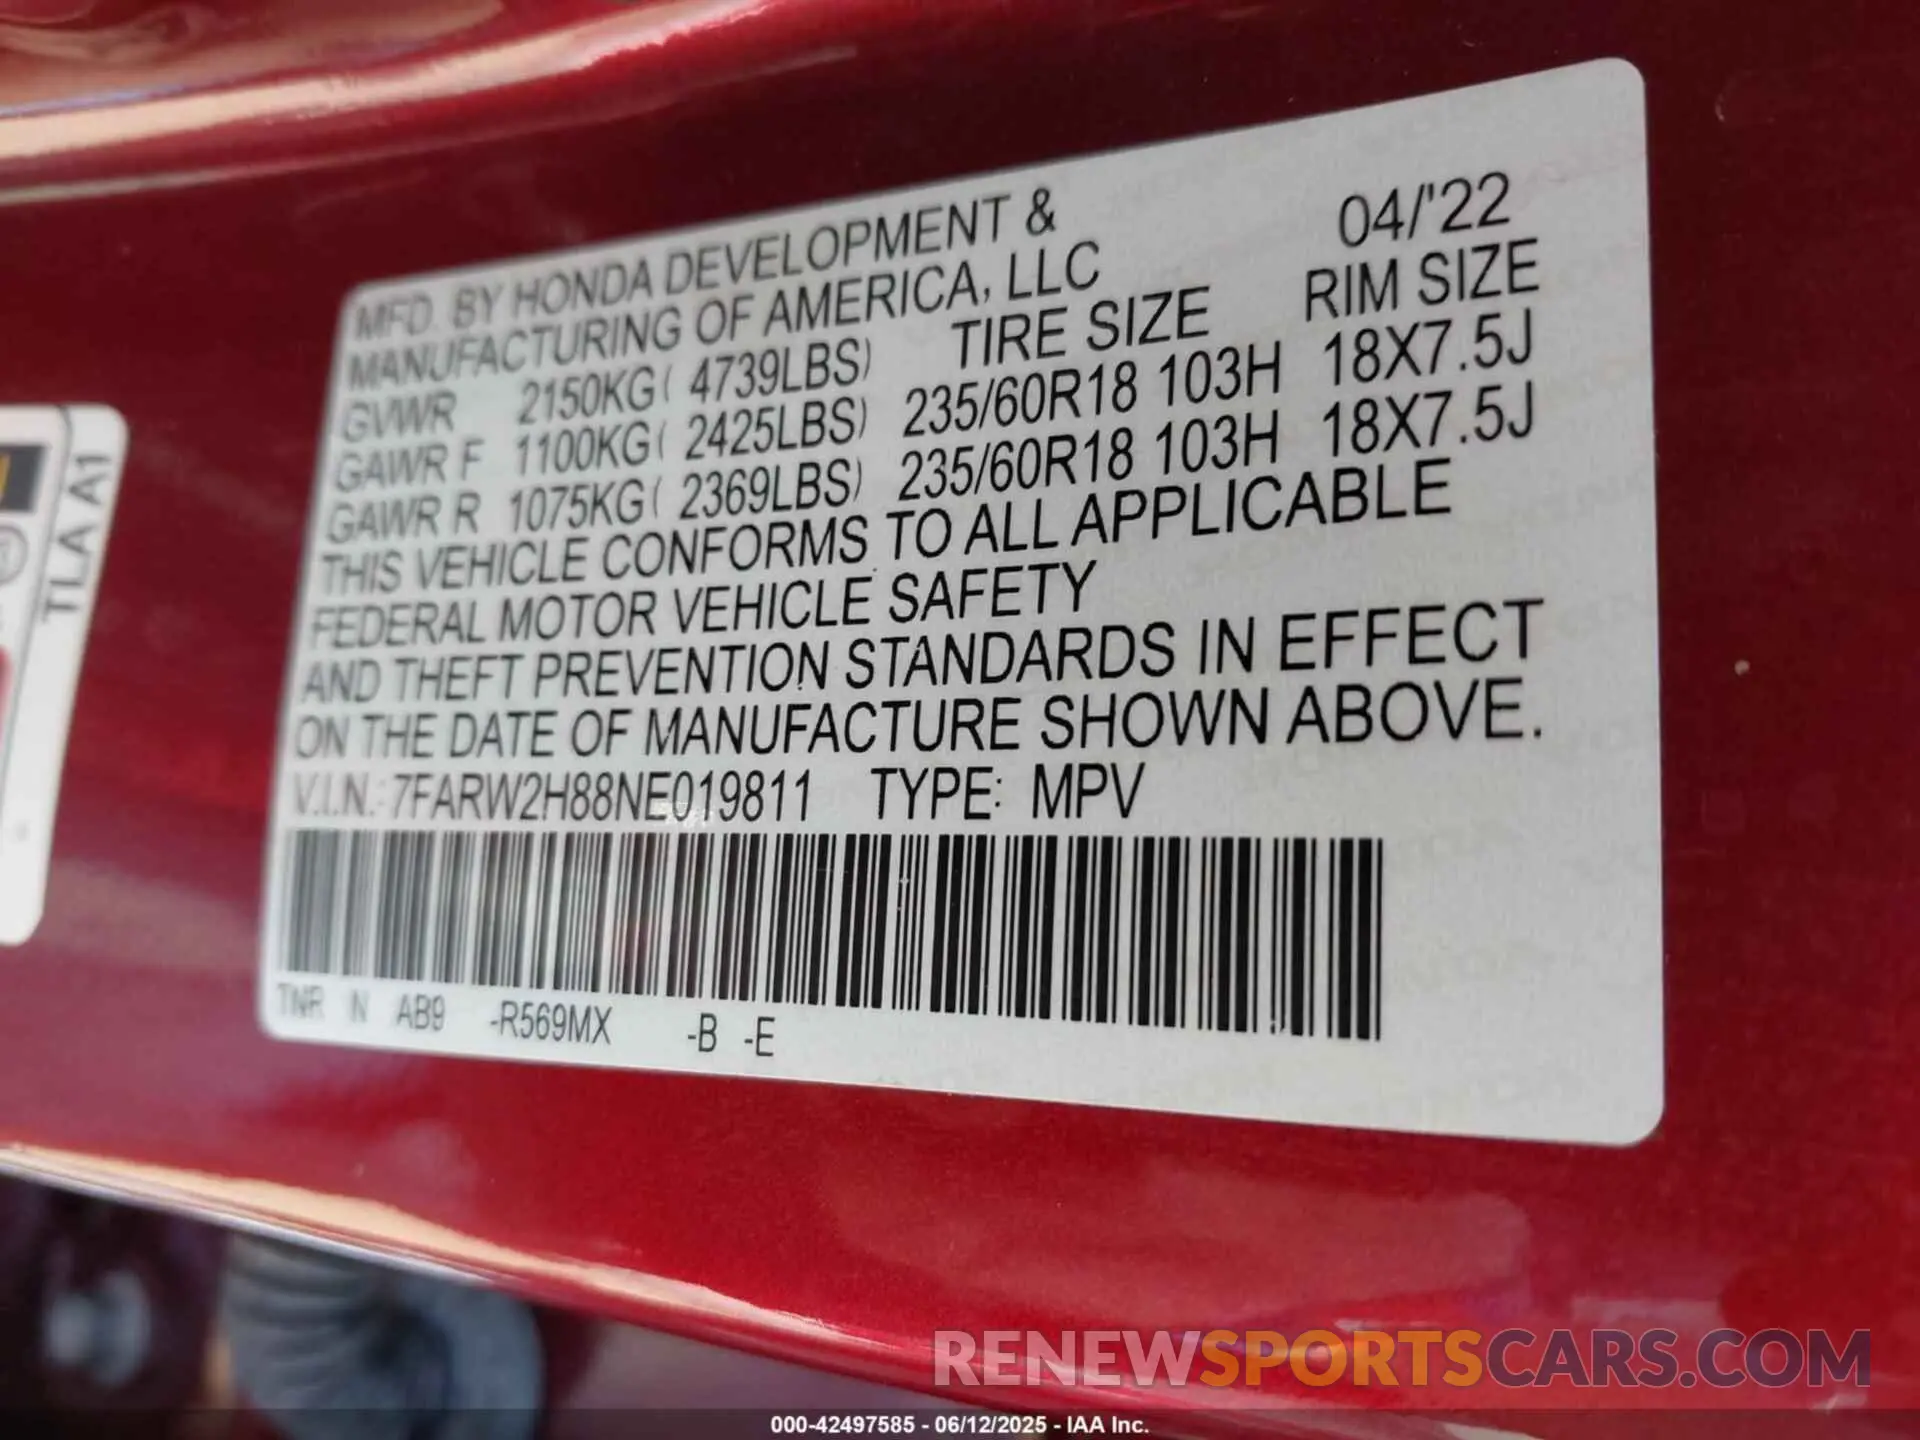 MFD. BY HONDA DEVELOPMENT & 04/'22
MANUFACTURING OF AMERICA, LLC
TIRE SIZE RIM SIZE
GVWR 2150KG( 4739LBS)
GAWR F 1100KG( 2425LBS) 235/60R18 103H 18X7.5J
GAWR R 1075KG( 2369LBS) 235/60R18 103H 18X7.5J
THIS VEHICLE CONFORMS TO ALL APPLICABLE
FEDERAL MOTOR VEHICLE SAFETY
AND THEFT PREVENTION STANDARDS IN EFFECT
ON THE DATE OF MANUFACTURE SHOWN ABOVE.
V.I.N.: 7FARW2H88NE019811 TYPE: MPV
TNR N AB9 -R569MX -B -E
TLA A1
RENEWSPORTSCARS.COM
000-42497585 - 06/12/2025 - IAA Inc.